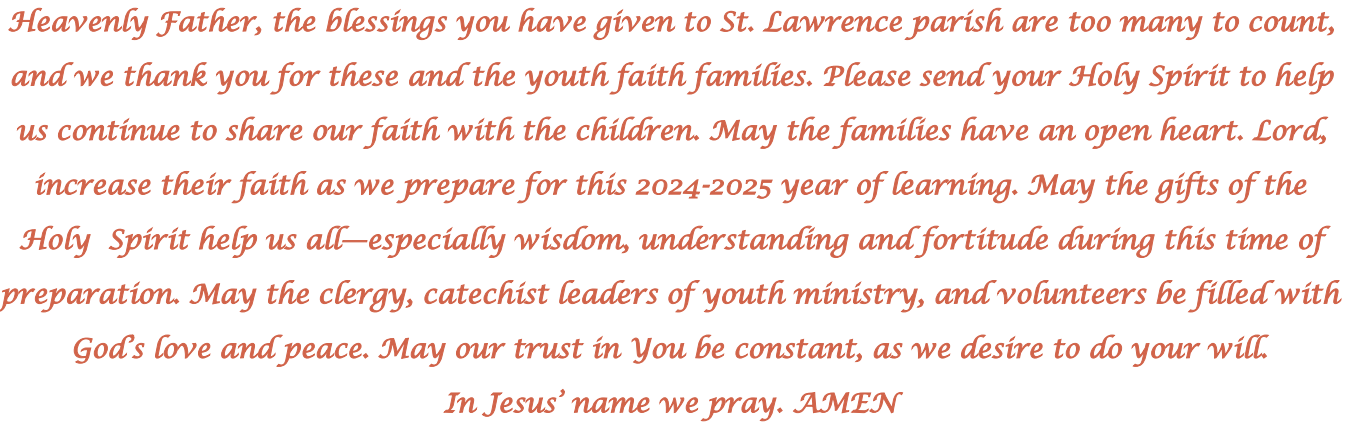 Heavenly Father, the blessings you have given to St. Lawrence parish are too many to count,
and we thank you for these and the youth faith families. Please send your Holy Spirit to help
us continue to share our faith with the children. May the families have an open heart. Lord,
increase their faith as we prepare for this 2024-2025 year of learning. May the gifts of the
Holy  Spirit help us all—especially wisdom, understanding and fortitude during this time of
preparation. May the clergy, catechist leaders of youth ministry, and volunteers be filled with
God’s love and peace. May our trust in You be constant, as we desire to do your will.
In Jesus’ name we pray. AMEN